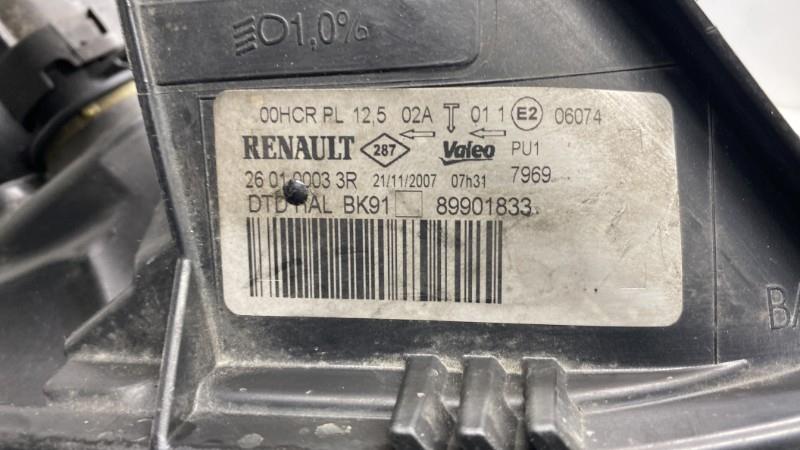 1,0%
00HCR PL 12,5 02A 01 1 E2 06074
RENAULT 287 Valeo PU1
26 01 0003 3R 21/11/2007 07h31 7969
DTD HAL BK91 89901833